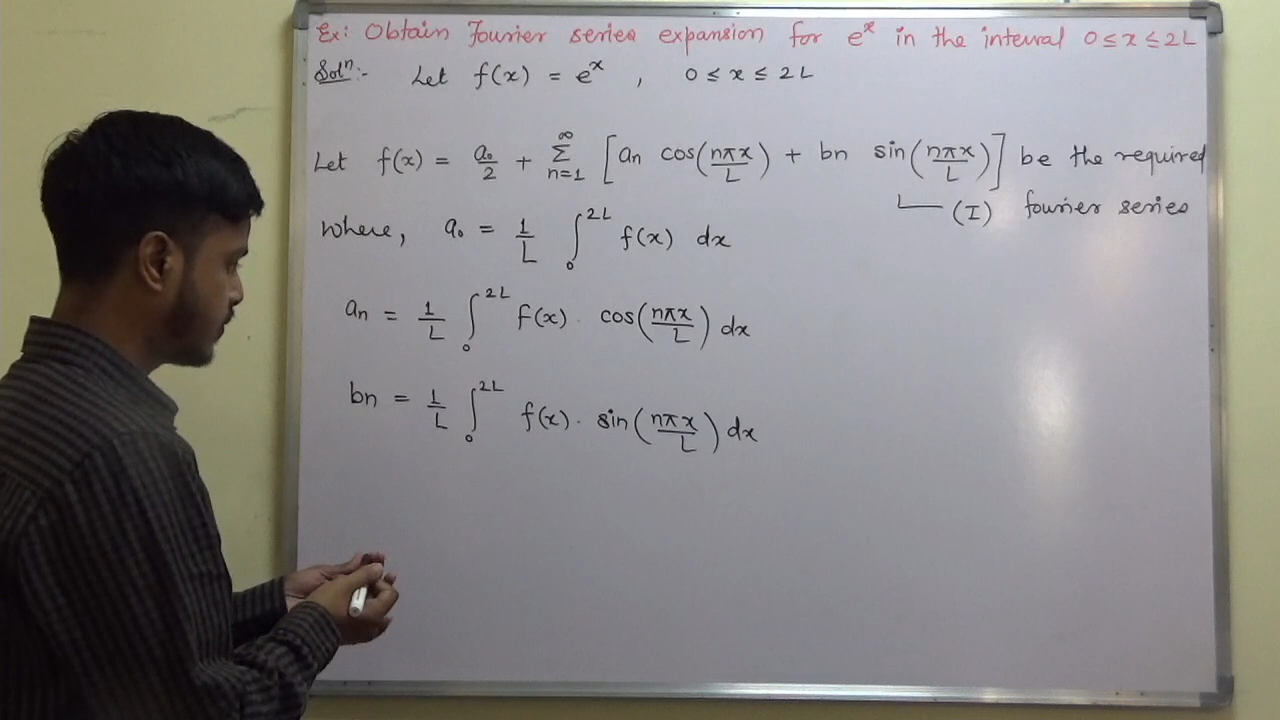 Ex: Obtain Fourier series expansion for e^x in the interval 0 ≤ x ≤ 2L
Solⁿ:- Let f(x) = e^x , 0 ≤ x ≤ 2L
Let f(x) = a₀/2 + Σ_{n=1}^{∞} [an cos(nπx/L) + bn sin(nπx/L)] be the required
(I) fourier series
where, a₀ = 1/L ∫_0^{2L} f(x) dx
an = 1/L ∫_0^{2L} f(x) · cos(nπx/L) dx
bn = 1/L ∫_0^{2L} f(x) · sin(nπx/L) dx